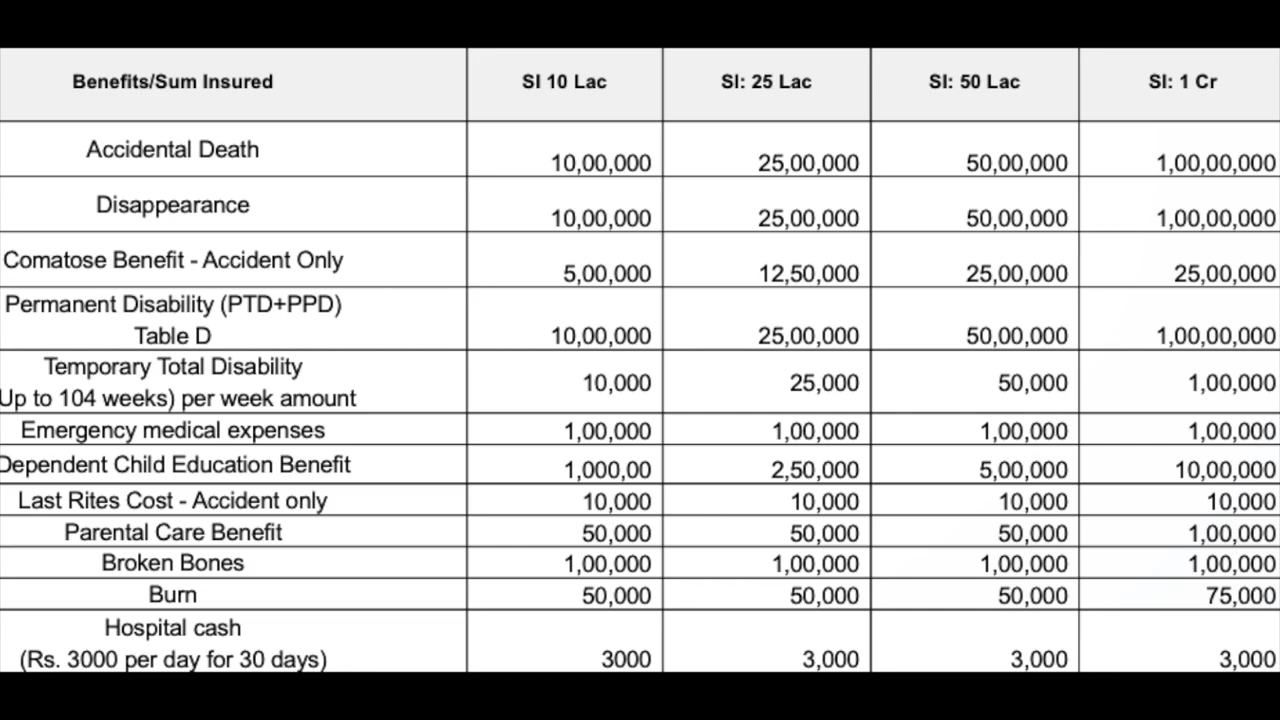 Benefits/Sum Insured SI 10 Lac SI: 25 Lac SI: 50 Lac SI: 1 Cr
Accidental Death 10,00,000 25,00,000 50,00,000 1,00,00,000
Disappearance 10,00,000 25,00,000 50,00,000 1,00,00,000
Comatose Benefit - Accident Only 5,00,000 12,50,000 25,00,000 25,00,000
Permanent Disability (PTD+PPD)
Table D 10,00,000 25,00,000 50,00,000 1,00,00,000
Temporary Total Disability
Up to 104 weeks) per week amount 10,000 25,000 50,000 1,00,000
Emergency medical expenses 1,00,000 1,00,000 1,00,000 1,00,000
Dependent Child Education Benefit 1,000,00 2,50,000 5,00,000 10,00,000
Last Rites Cost - Accident only 10,000 10,000 10,000 10,000
Parental Care Benefit 50,000 50,000 50,000 1,00,000
Broken Bones 1,00,000 1,00,000 1,00,000 1,00,000
Burn 50,000 50,000 50,000 75,000
Hospital cash
(Rs. 3000 per day for 30 days) 3000 3,000 3,000 3,000